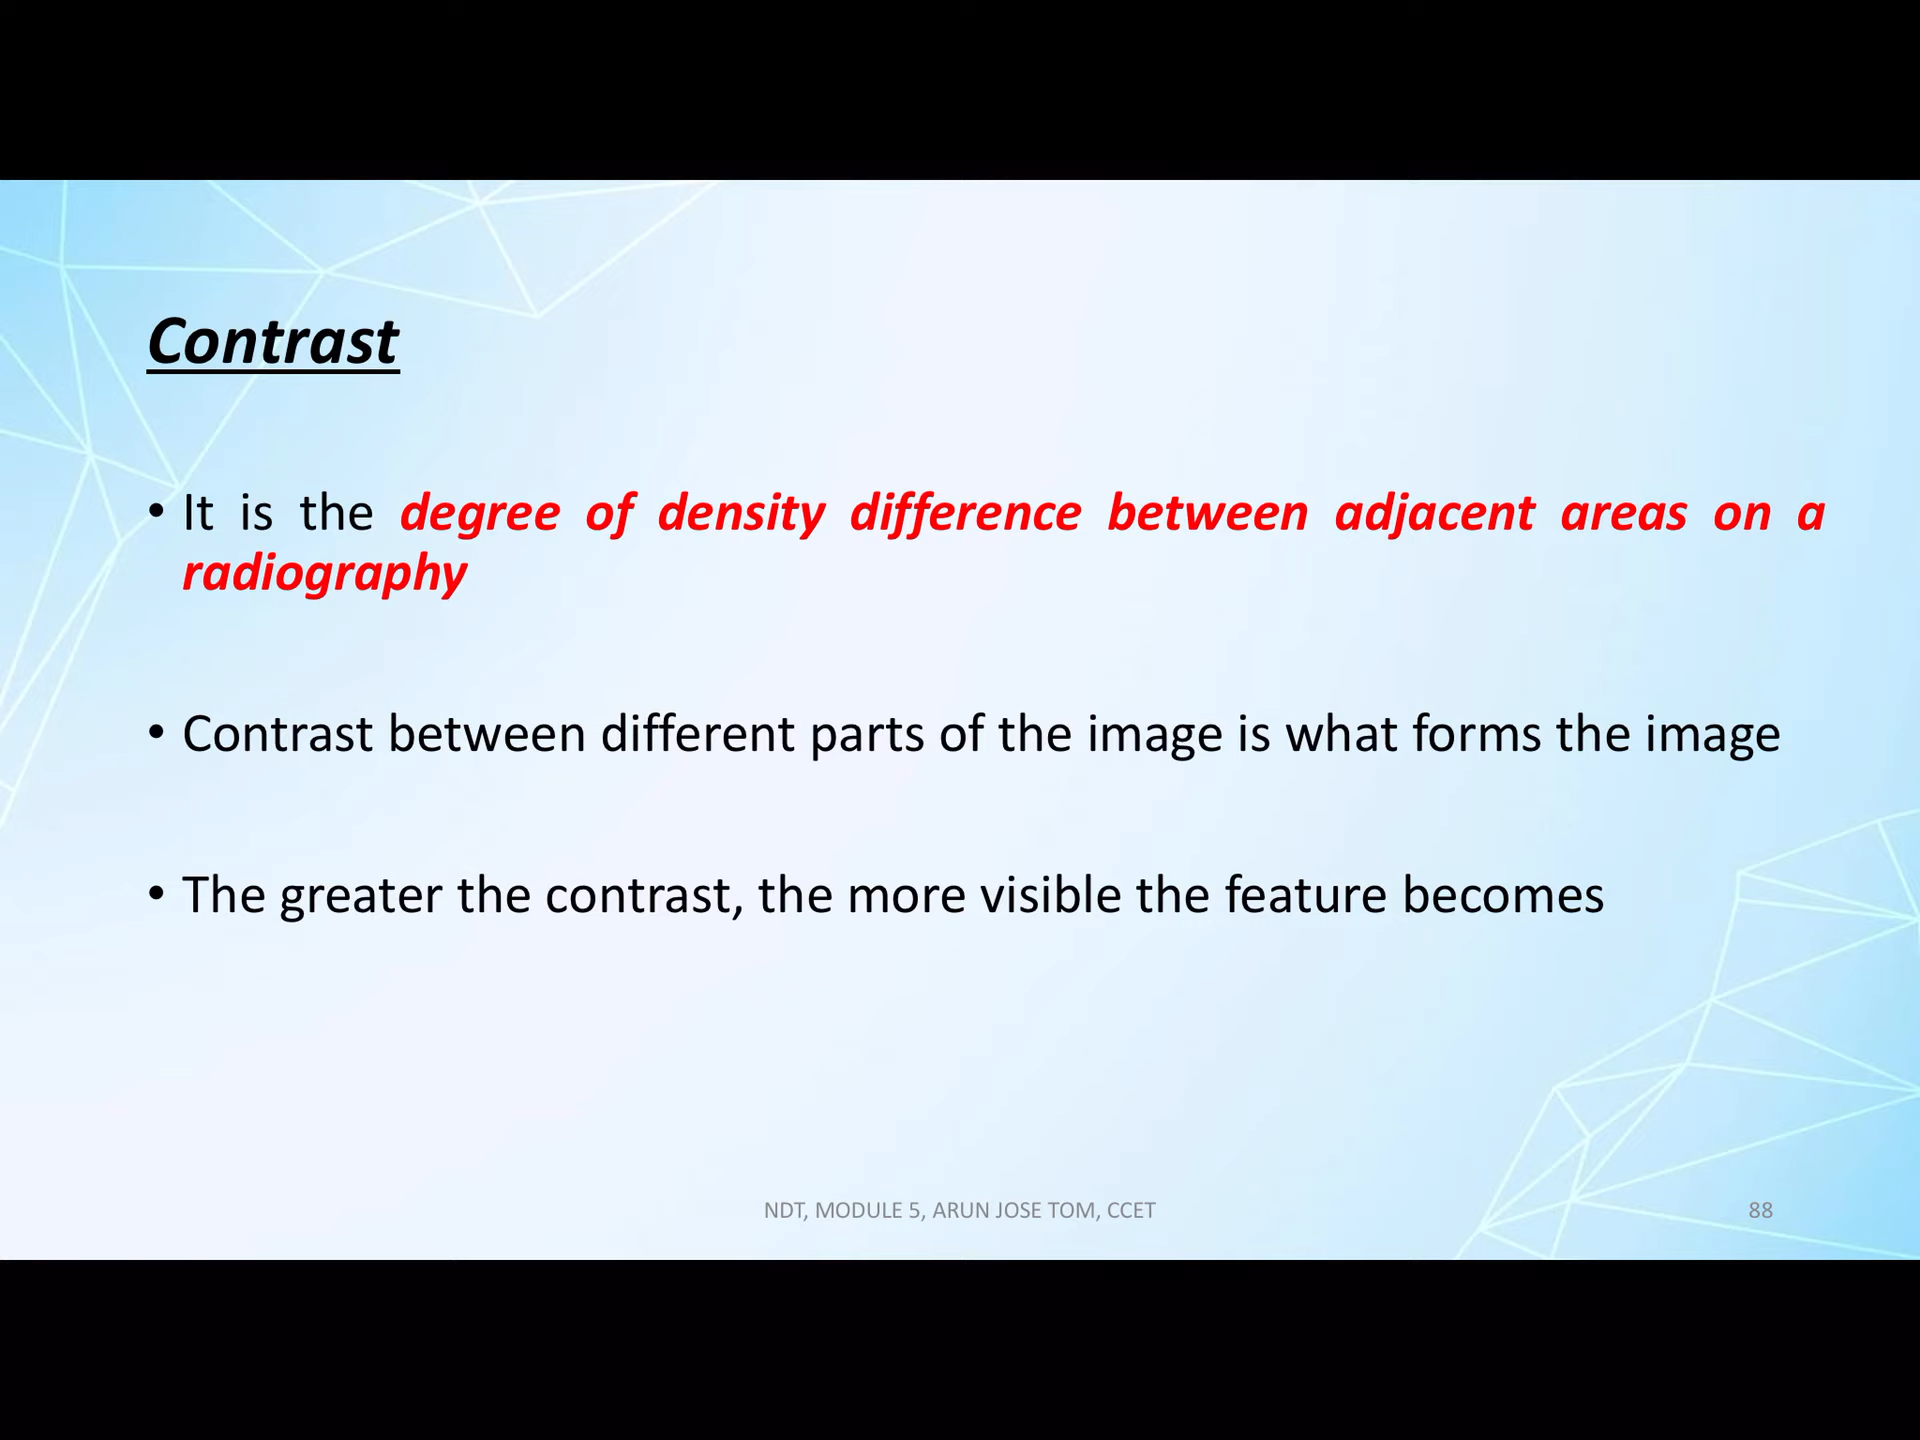 Contrast
• It is the degree of density difference between adjacent areas on a
radiography
• Contrast between different parts of the image is what forms the image
• The greater the contrast, the more visible the feature becomes
NDT, MODULE 5, ARUN JOSE TOM, CCET
88